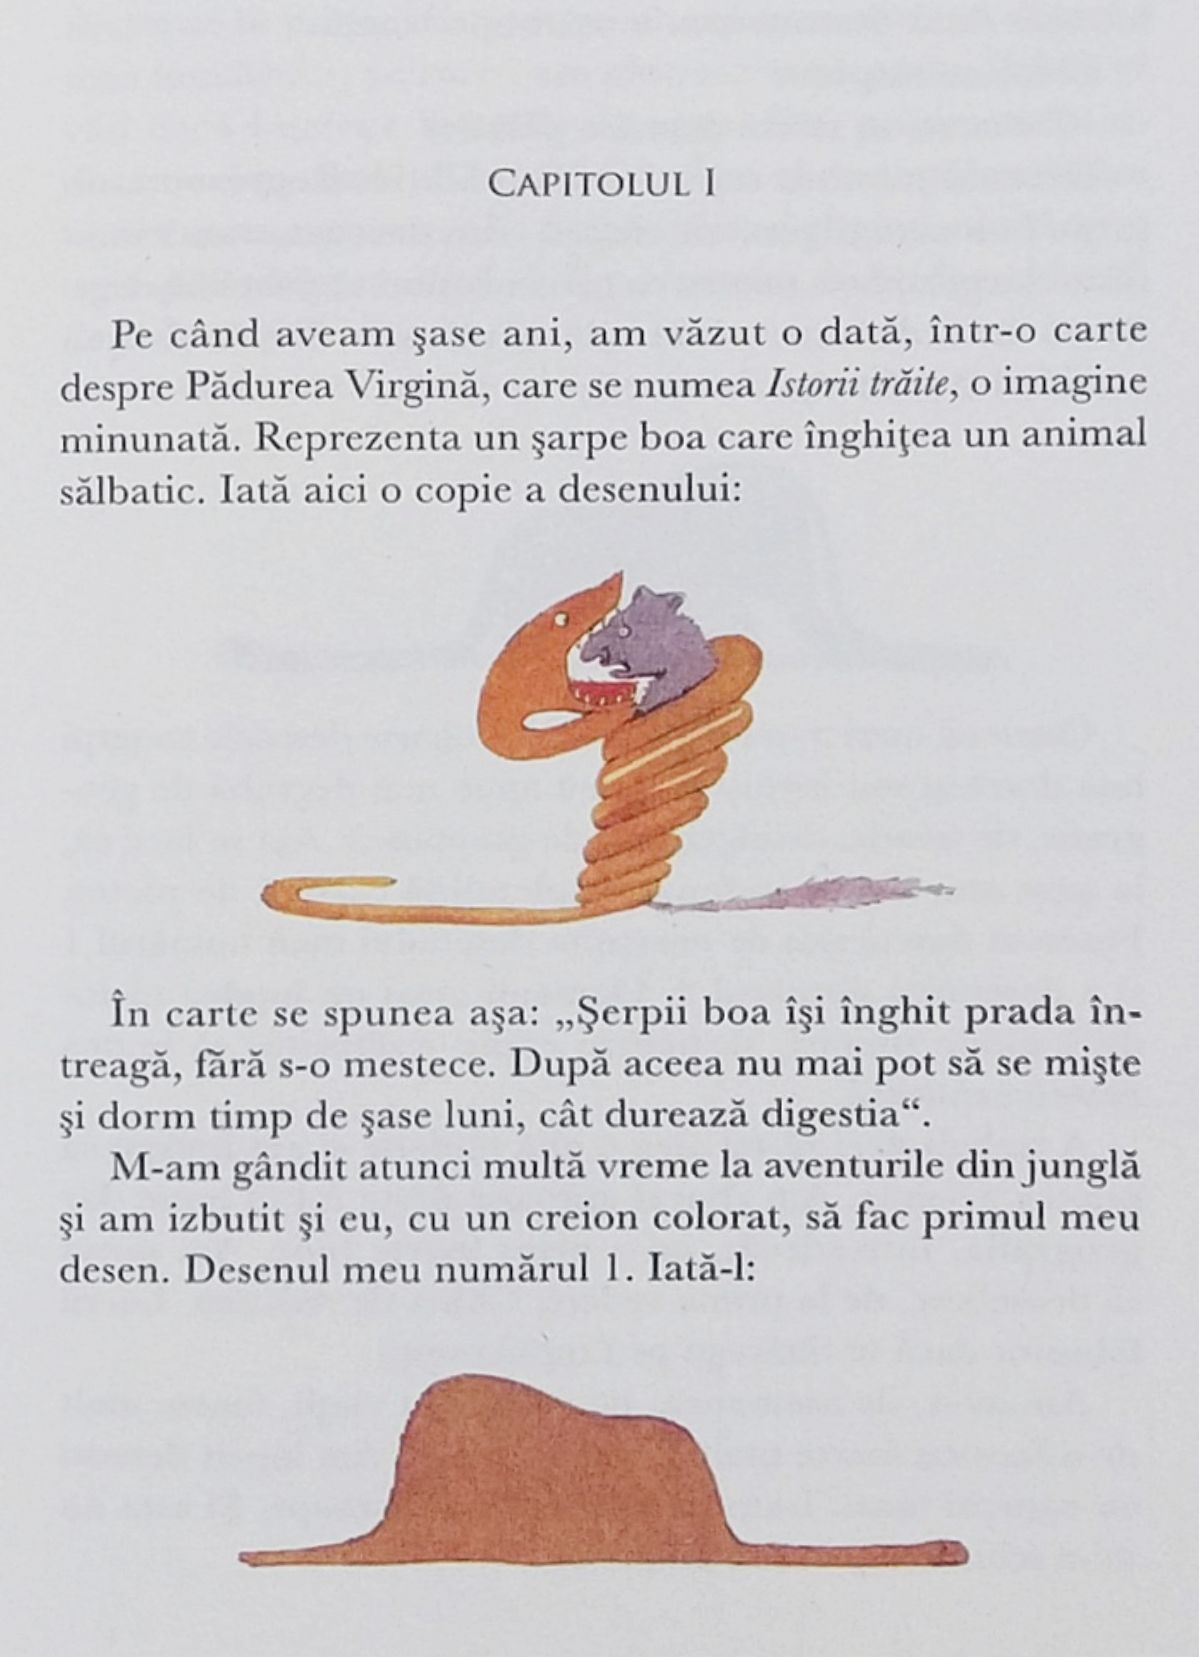 CAPITOLUL I
Pe când aveam şase ani, am văzut o dată, într-o carte
despre Pădurea Virgină, care se numea Istorii trăite, o imagine
minunată. Reprezenta un şarpe boa care înghiţea un animal
sălbatic. Iată aici o copie a desenului:
În carte se spunea aşa: „Şerpii boa îşi înghit prada în-
treagă, fără s-o mestece. După aceea nu mai pot să se mişte
şi dorm timp de şase luni, cât durează digestia“.
M-am gândit atunci multă vreme la aventurile din junglă
şi am izbutit şi eu, cu un creion colorat, să fac primul meu
desen. Desenul meu numărul 1. Iată-l: